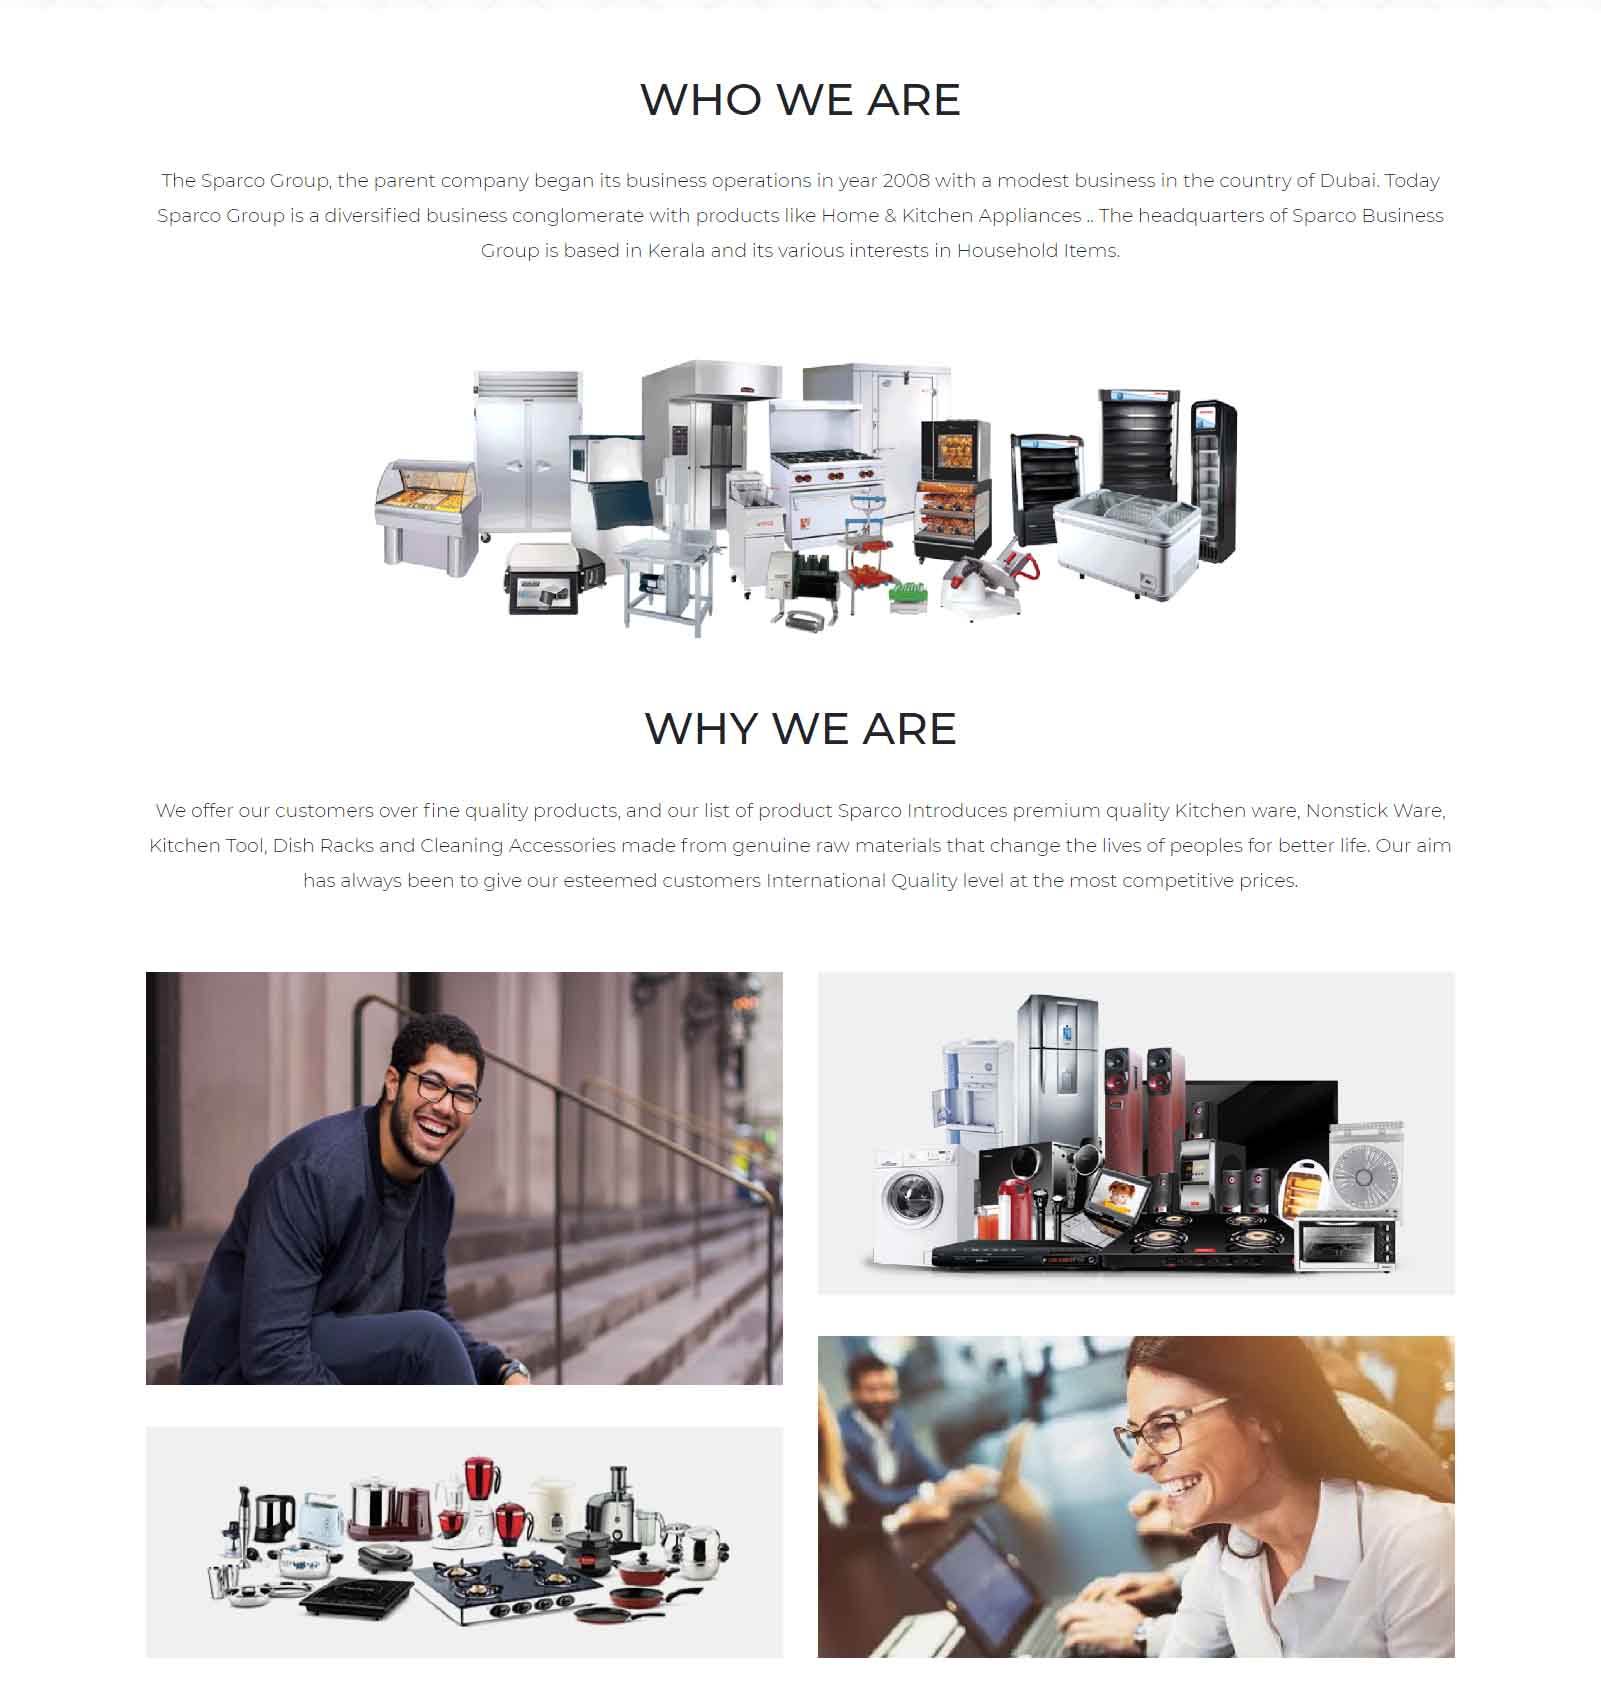 WHO WE ARE
The Sparco Group, the parent company began its business operations in year 2008 with a modest business in the country of Dubai. Today
Sparco Group is a diversified business conglomerate with products like Home & Kitchen Appliances .. The headquarters of Sparco Business
Group is based in Kerala and its various interests in Household Items.
WHY WE ARE
We offer our customers over fine quality products, and our list of product Sparco Introduces premium quality Kitchen ware, Nonstick Ware,
Kitchen Tool, Dish Racks and Cleaning Accessories made from genuine raw materials that change the lives of peoples for better life. Our aim
has always been to give our esteemed customers International Quality level at the most competitive prices.